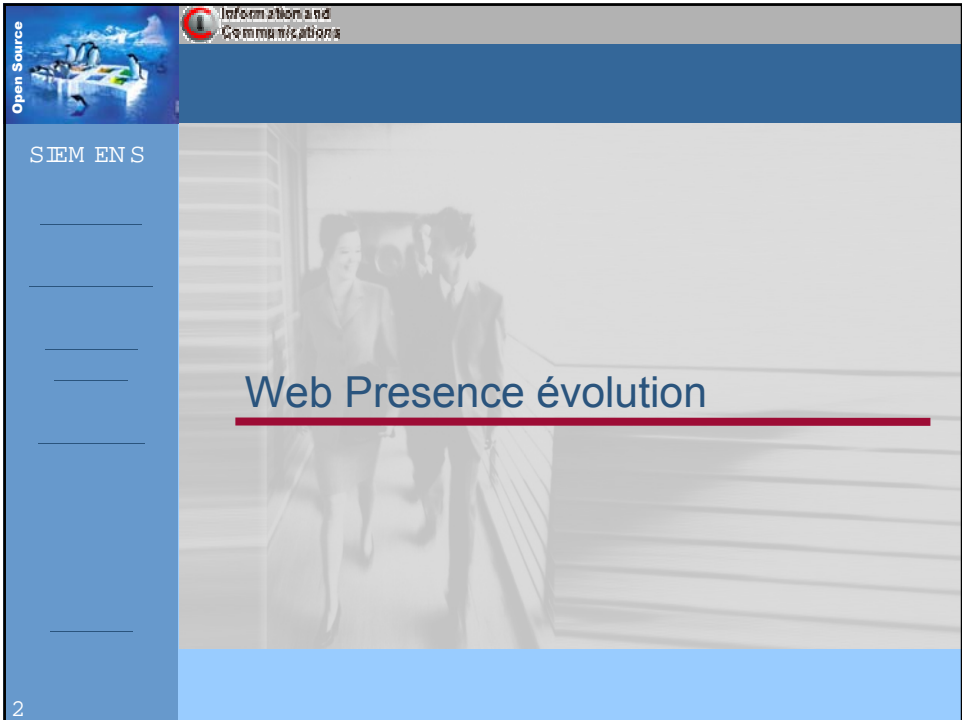 Open Source
Information and
Communications
SIEMENS
Web Presence évolution
2